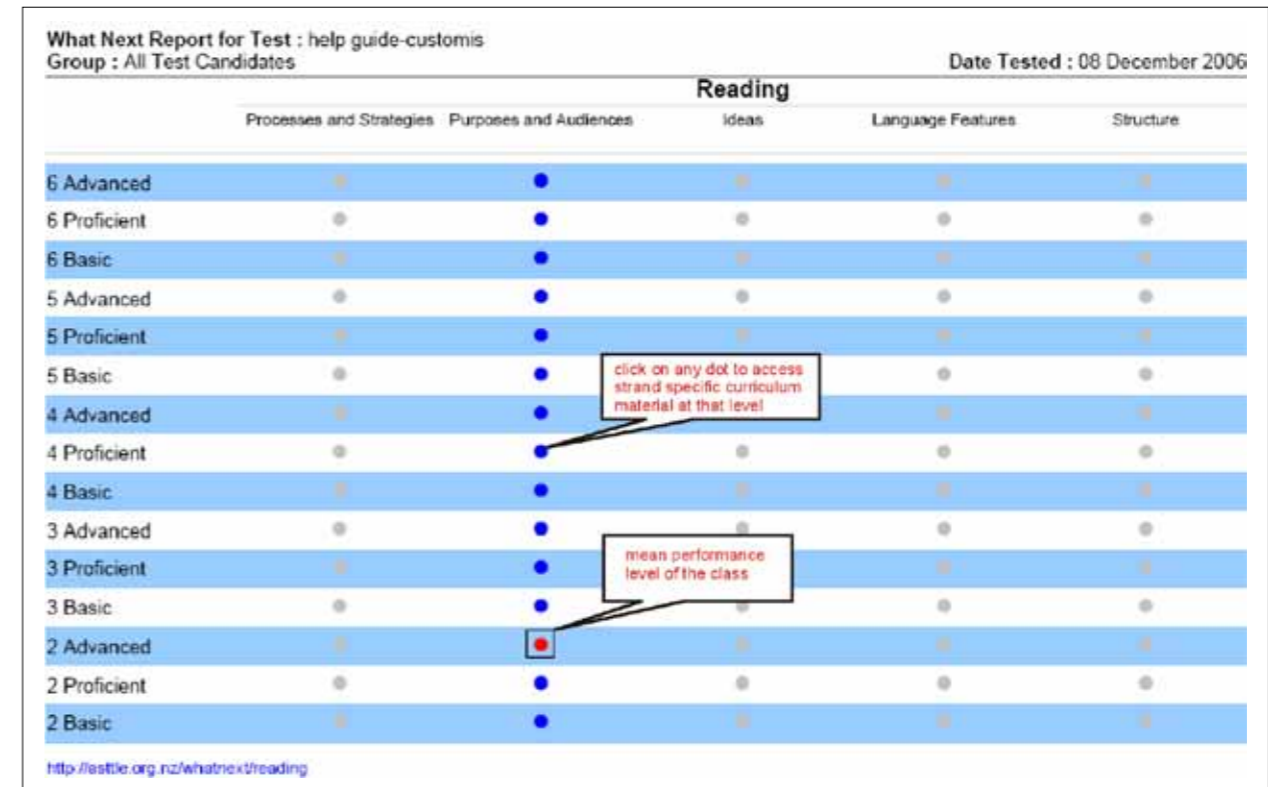 What Next Report for Test : help guide-customis
Group : All Test Candidates Date Tested : 08 December 2006
Reading
Processes and Strategies Purposes and Audiences Ideas Language Features Structure
6 Advanced
6 Proficient
6 Basic
5 Advanced
5 Proficient
5 Basic
click on any dot to access
strand specific curriculum
material at that level
4 Advanced
4 Proficient
4 Basic
3 Advanced
3 Proficient
mean performance
level of the class
3 Basic
2 Advanced
2 Proficient
2 Basic
http://asttle.org.nz/whatnext/reading